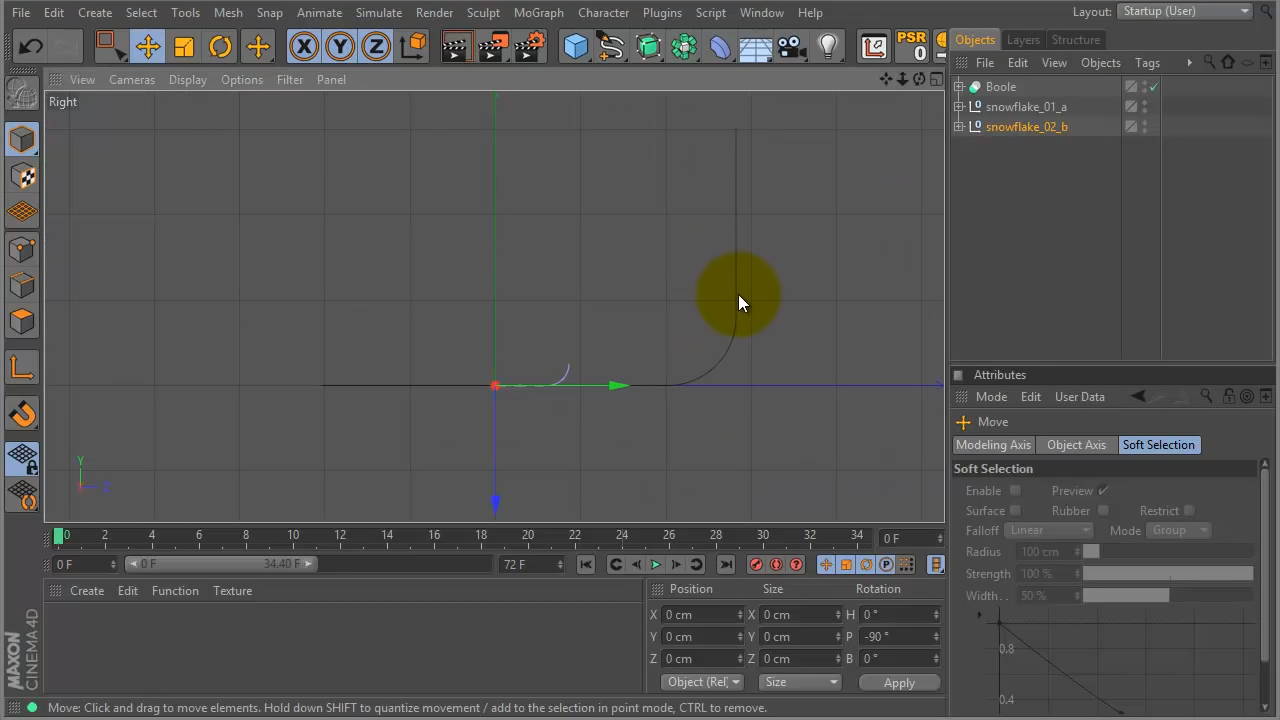 File Edit Create Select Tools Mesh Snap Animate Simulate Render Sculpt MoGraph Character Plugins Script Window Help Layout: Startup (User)
X Y Z PSR 0
Objects Layers Structure
File Edit View Objects Tags
View Cameras Display Options Filter Panel
Right
Boole
snowflake_01_a
snowflake_02_b
Attributes
Mode Edit User Data
Move
Modeling Axis Object Axis Soft Selection
Soft Selection
Enable Preview
Surface Rubber Restrict
Falloff Linear Mode Group
Radius 100 cm
Strength 100 %
Width. . 50 %
0.8
0.4
Y
Z
0 2 4 6 8 10 12 14 16 18 20 22 24 26 28 30 32 34 0 F
0 F 0 F 34.40 F 72 F
Create Edit Function Texture
Position Size Rotation
X 0 cm X 0 cm H 0 °
Y 0 cm Y 0 cm P -90 °
Z 0 cm Z 0 cm B 0 °
Object (Rel) Size Apply
MAXON
CINEMA 4D
Move: Click and drag to move elements. Hold down SHIFT to quantize movement / add to the selection in point mode, CTRL to remove.